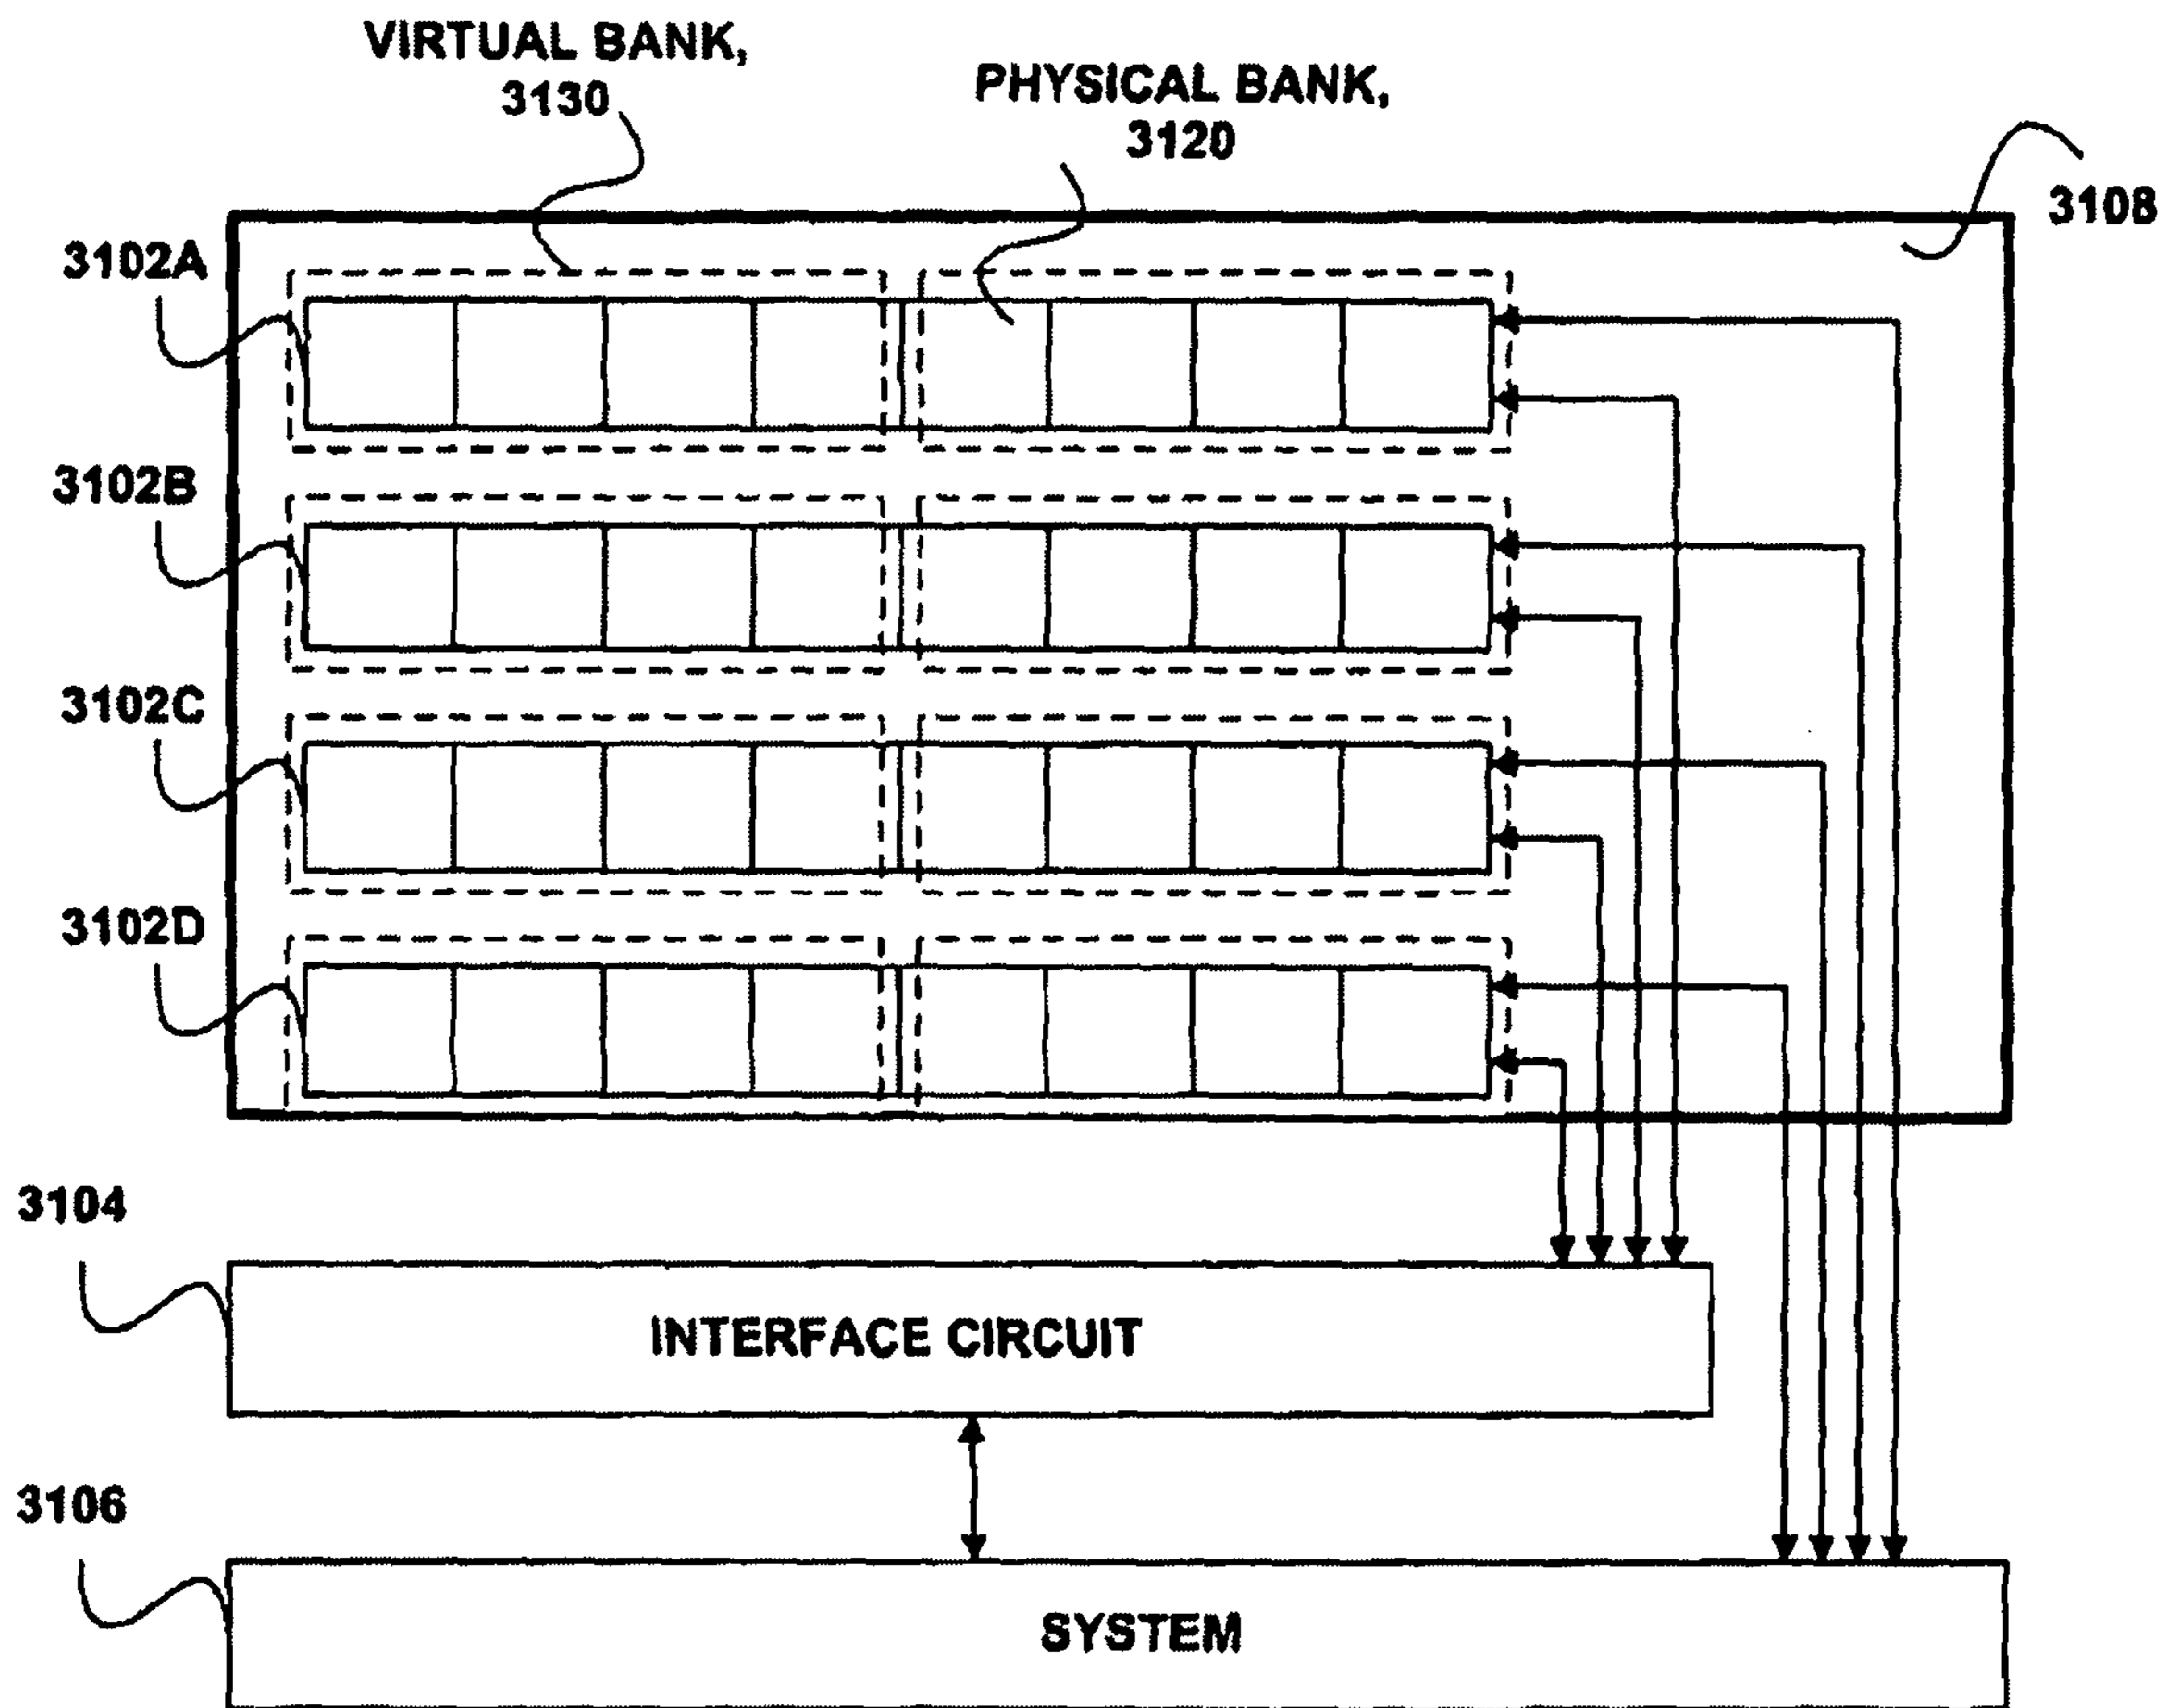 VIRTUAL BANK,
3130
PHYSICAL BANK,
3120
3108
3102A
3102B
3102C
3102D
3104
INTERFACE CIRCUIT
3106
SYSTEM